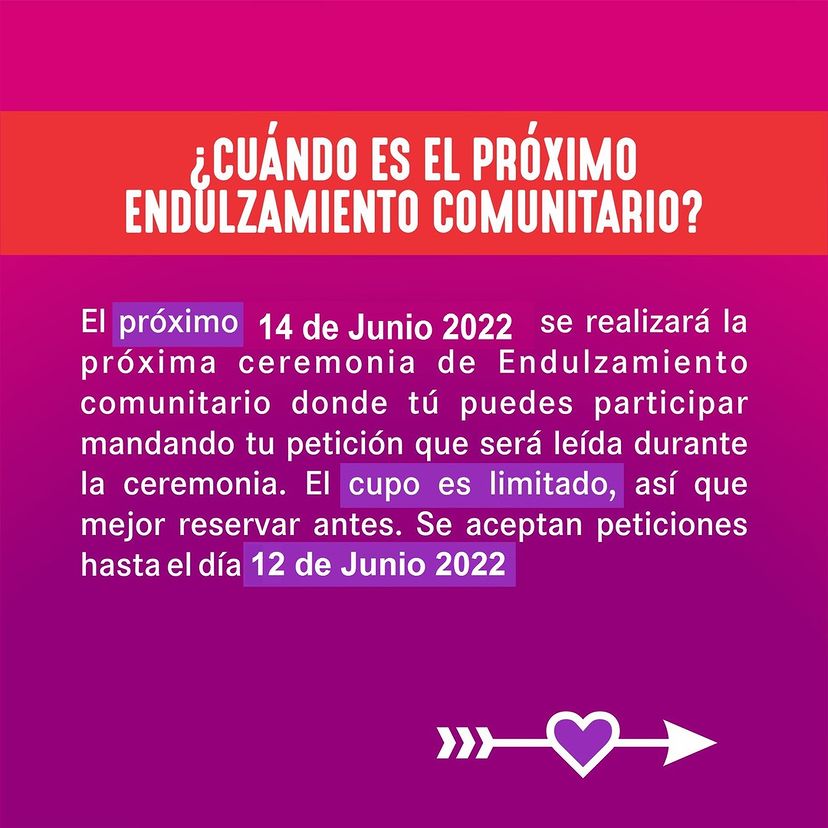 ¿CUÁNDO ES EL PRÓXIMO
ENDULZAMIENTO COMUNITARIO?
El próximo 14 de Junio 2022 se realizará la
próxima ceremonia de Endulzamiento
comunitario donde tú puedes participar
mandando tu petición que será leída durante
la ceremonia. El cupo es limitado, así que
mejor reservar antes. Se aceptan peticiones
hasta el día 12 de Junio 2022